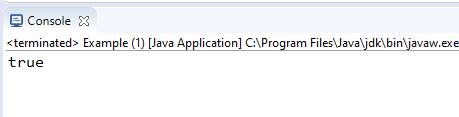 Console
<terminated> Example (1) [Java Application] C:\Program Files\Java\jdk\bin\javaw.exe
true